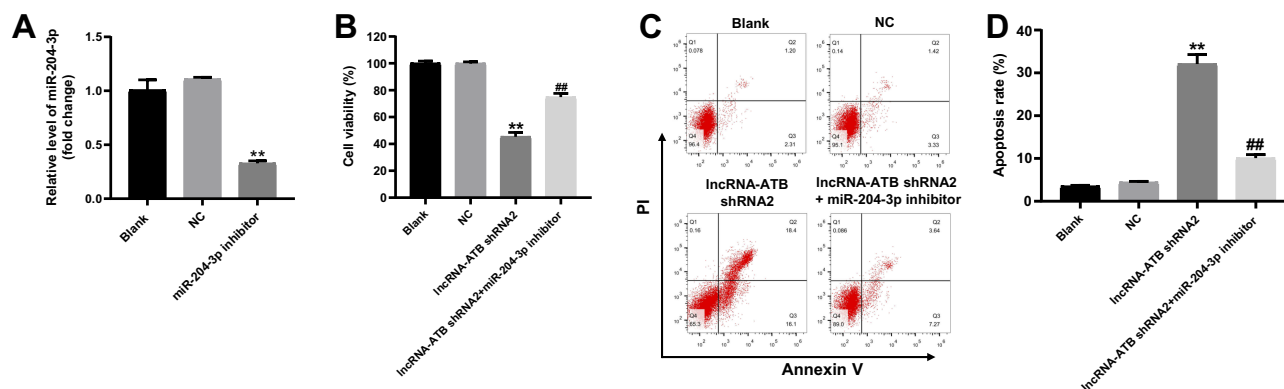 A
Relative level of miR-204-3p
(fold change)
1.5
1.0
0.5
0.0
**
Blank
NC
miR-204-3p inhibitor
B
Cell viability (%)
120
100
80
60
40
20
0
**
##
Blank
NC
lncRNA-ATB shRNA2
lncRNA-ATB shRNA2+miR-204-3p inhibitor
C
Blank
Q1
0.078
Q2
1.20
Q4
96.4
Q3
2.31
NC
Q1
0.14
Q2
1.42
Q4
95.1
Q3
3.33
lncRNA-ATB
shRNA2
Q1
0.16
Q2
16.4
Q4
65.3
Q3
16.1
lncRNA-ATB shRNA2
+ miR-204-3p inhibitor
Q1
0.086
Q2
3.64
Q4
89.0
Q3
7.27
PI
Annexin V
D
Apoptosis rate (%)
40
30
20
10
0
**
##
Blank
NC
lncRNA-ATB shRNA2
lncRNA-ATB shRNA2+miR-204-3p inhibitor